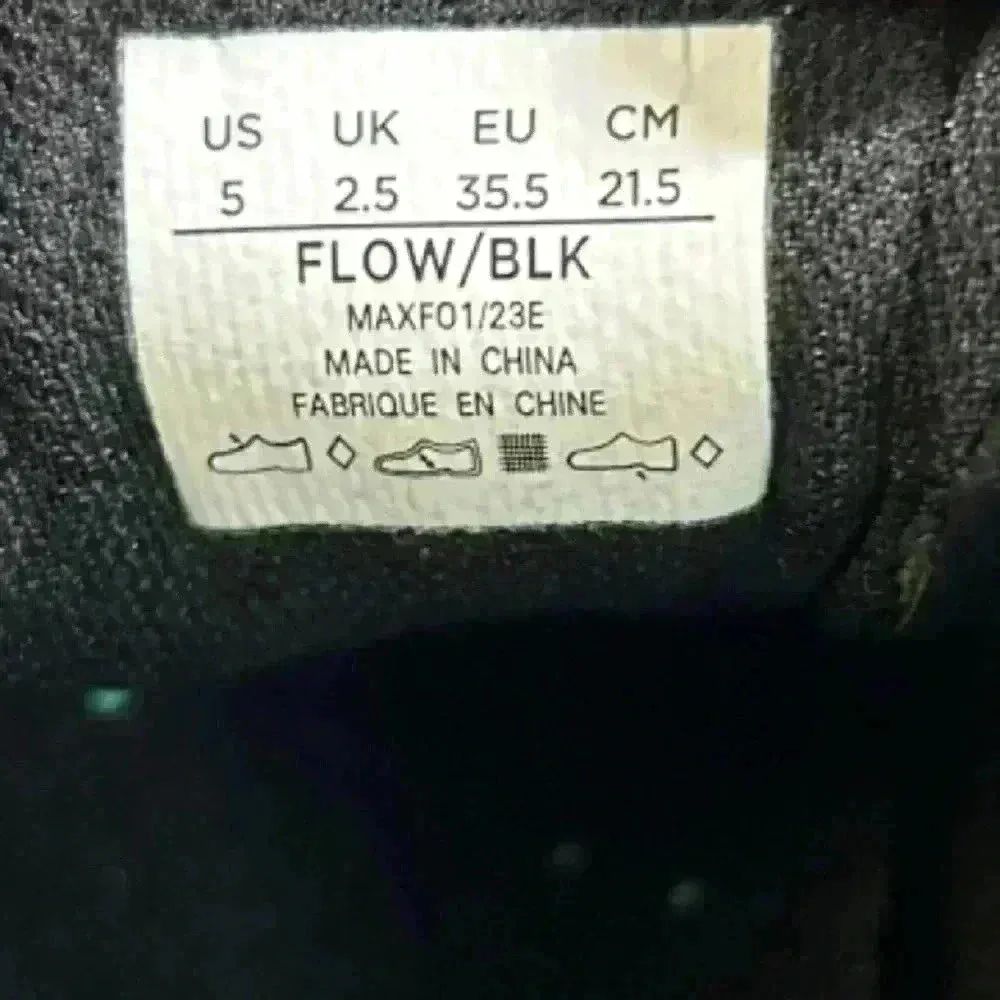 US UK EU CM
5 2.5 35.5 21.5
FLOW/BLK
MAXF01/23E
MADE IN CHINA
FABRIQUE EN CHINE